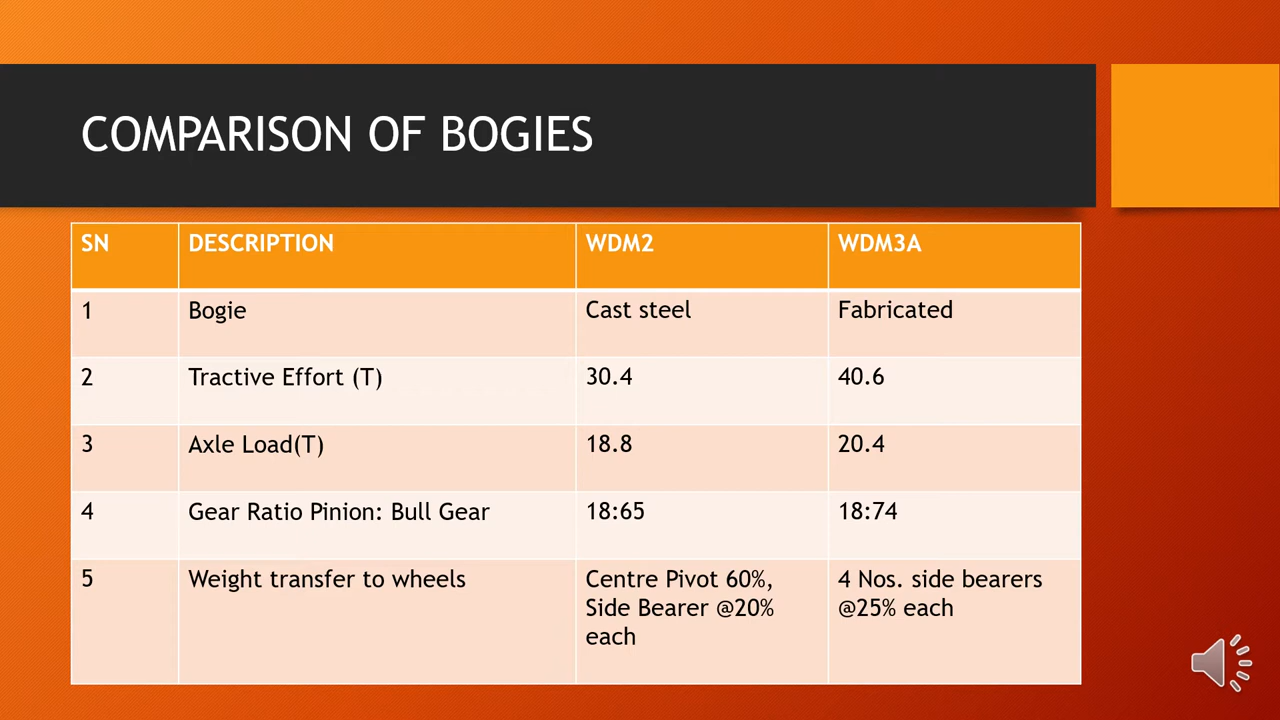 COMPARISON OF BOGIES
SN DESCRIPTION WDM2 WDM3A
1 Bogie Cast steel Fabricated
2 Tractive Effort (T) 30.4 40.6
3 Axle Load(T) 18.8 20.4
4 Gear Ratio Pinion: Bull Gear 18:65 18:74
5 Weight transfer to wheels Centre Pivot 60%, 4 Nos. side bearers
Side Bearer @20% @25% each
each